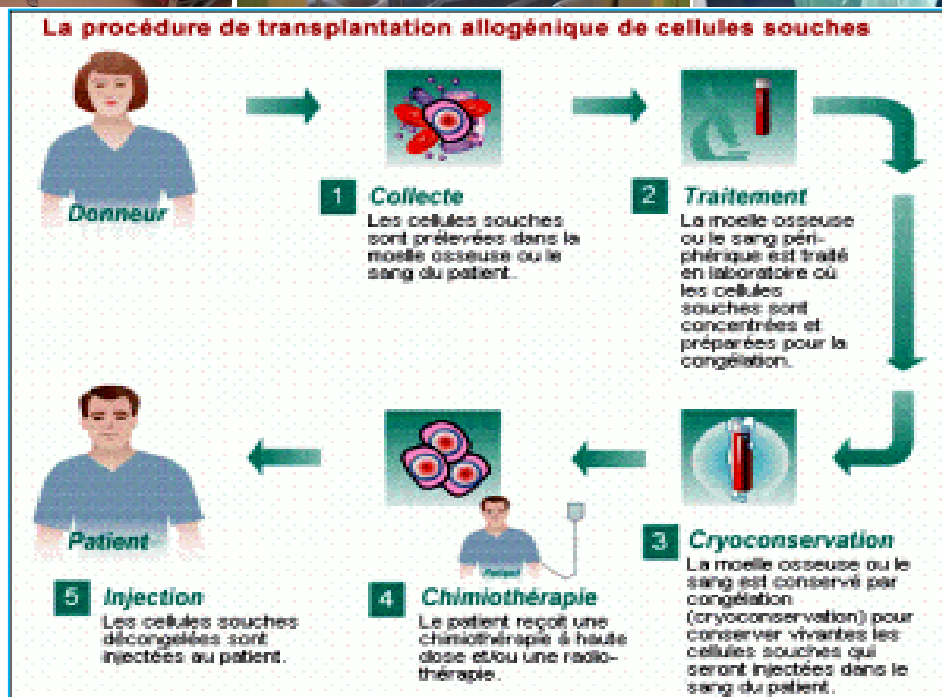 La procédure de transplantation allogénique de cellules souches
Donneur
1 Collecte
Les cellules souches
sont prélevées dans la
moelle osseuse ou le
sang du patient.
2 Traitement
La moelle osseuse
ou le sang péri-
phérique est traité
en laboratoire où
les cellules
souches sont
concentrées et
préparées pour la
congélation.
3 Cryoconservation
La moelle osseuse ou le
sang est conservé par
congélation
(cryoconservation) pour
conserver vivantes les
cellules souches qui
seront injectées dans le
sang du patient.
Patient
4 Chimiothérapie
Le patient reçoit une
chimiothérapie à haute
dose et/ou une radio-
thérapie.
Patient
5 Injection
Les cellules souches
décongelées sont
injectées au patient.